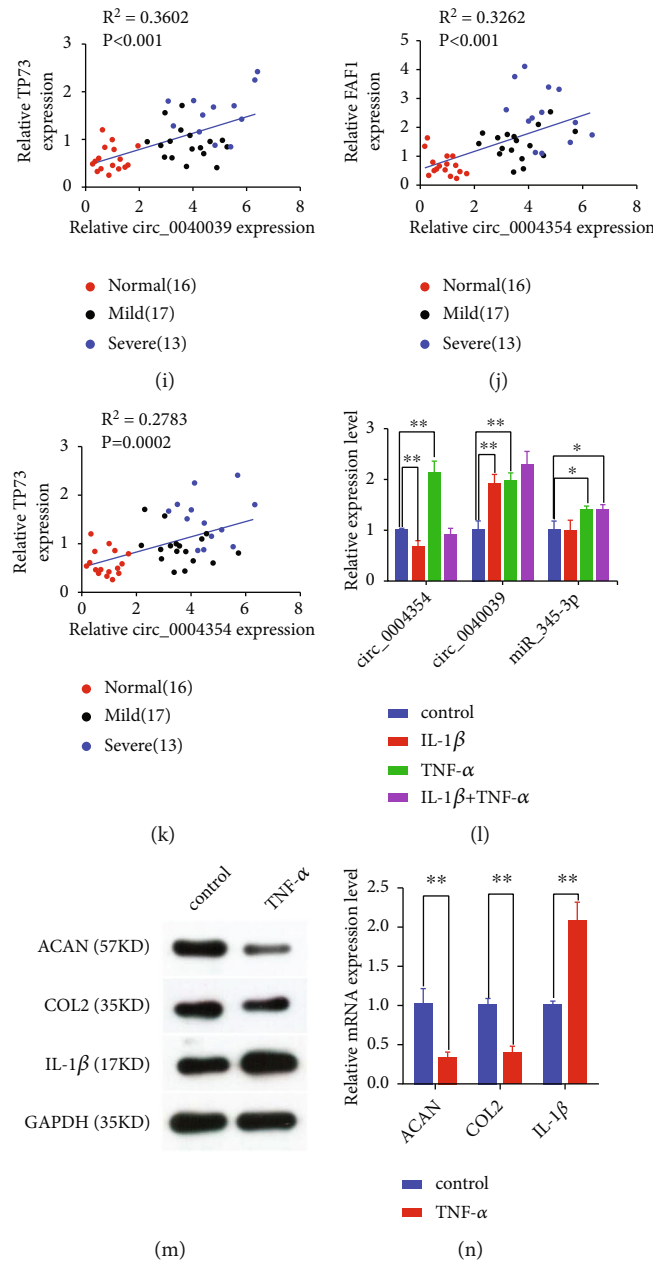 R² = 0.3602
P<0.001
Relative TP73
expression
3
2
1
0
0 2 4 6 8
Relative circ_0040039 expression
Normal(16)
Mild(17)
Severe(13)
(i)
R² = 0.3262
P<0.001
Relative FAF1
expression
5
4
3
2
1
0
0 2 4 6 8
Relative circ_0004354 expression
Normal(16)
Mild(17)
Severe(13)
(j)
R² = 0.2783
P=0.0002
Relative TP73
expression
3
2
1
0
0 2 4 6 8
Relative circ_0004354 expression
Normal(16)
Mild(17)
Severe(13)
(k)
Relative expression level
3
2
1
0
** ** *
** ** *
circ_0004354
circ_0040039
miR_345-3p
control
IL-1β
TNF-α
IL-1β+TNF-α
(l)
control
TNF-α
ACAN (57KD)
COL2 (35KD)
IL-1β (17KD)
GAPDH (35KD)
(m)
Relative mRNA expression level
2.5
2.0
1.5
1.0
0.5
0.0
** ** **
ACAN
COL2
IL-1β
control
TNF-α
(n)